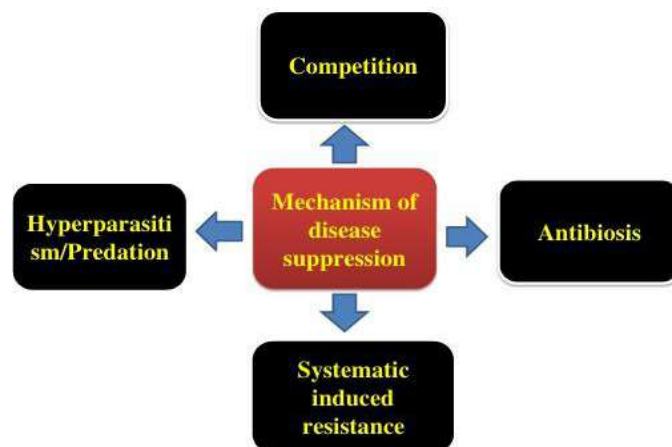 Competition
Mechanism of
disease
suppression
Hyperparasiti
sm/Predation
Antibiosis
Systematic
induced
resistance